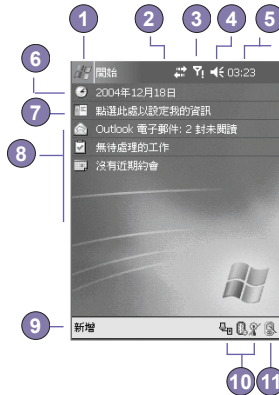 1
2
3
4
5
開始 03:23
6
2004年12月18日
7
點選此處以設定我的資訊
8
Outlook 電子郵件: 2 封未閱讀
無待處理的工作
沒有近期約會
9
新增
10
11